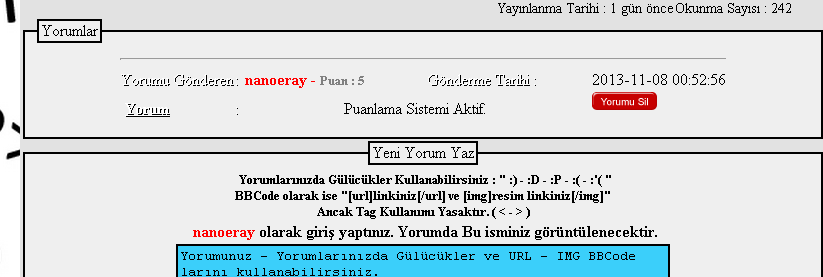 Yayınlanma Tarihi : 1 gün önce Okunma Sayısı : 242
Yorumlar
Yorumu Gönderen : nanoeray - Puan : 5 Gönderme Tarihi : 2013-11-08 00:52:56
Yorumu Sil
Yorum : Puanlama Sistemi Aktif.
Yeni Yorum Yaz
Yorumlarınızda Gülücükler Kullanabilirsiniz : " :) - :D - :P - :( - :'( "
BBCode olarak ise "[url]linkiniz[/url] ve [img]resim linkiniz[/img]"
Ancak Tag Kullanımı Yasaktır. ( < - > )
nanoeray olarak giriş yaptınız. Yorumda Bu isminiz görüntülenecektir.
Yorumunuz - Yorumlarınızda Gülücükler ve URL - IMG BBCode
larını kullanabilirsiniz.